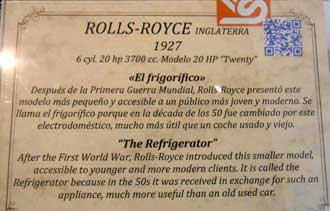 ROLLS-ROYCE INGLATERRA
1927
6 cyl. 20 hp 3700 cc. Modelo 20 HP "Twenty"
«El frigorífico»
Después de la Primera Guerra Mundial, Rolls-Royce presentó este
modelo más pequeño y accesible a un público más joven y moderno. Se
llama el frigorífico porque en la década de los 50 fue cambiado por este
electrodoméstico, mucho más útil que un coche usado y viejo.
"The Refrigerator"
After the First World War, Rolls-Royce introduced this smaller model,
accessible to younger and more modern clients. It is called the
Refrigerator because in the 50s it was received in exchange for such an
appliance, much more useful than an old used car.